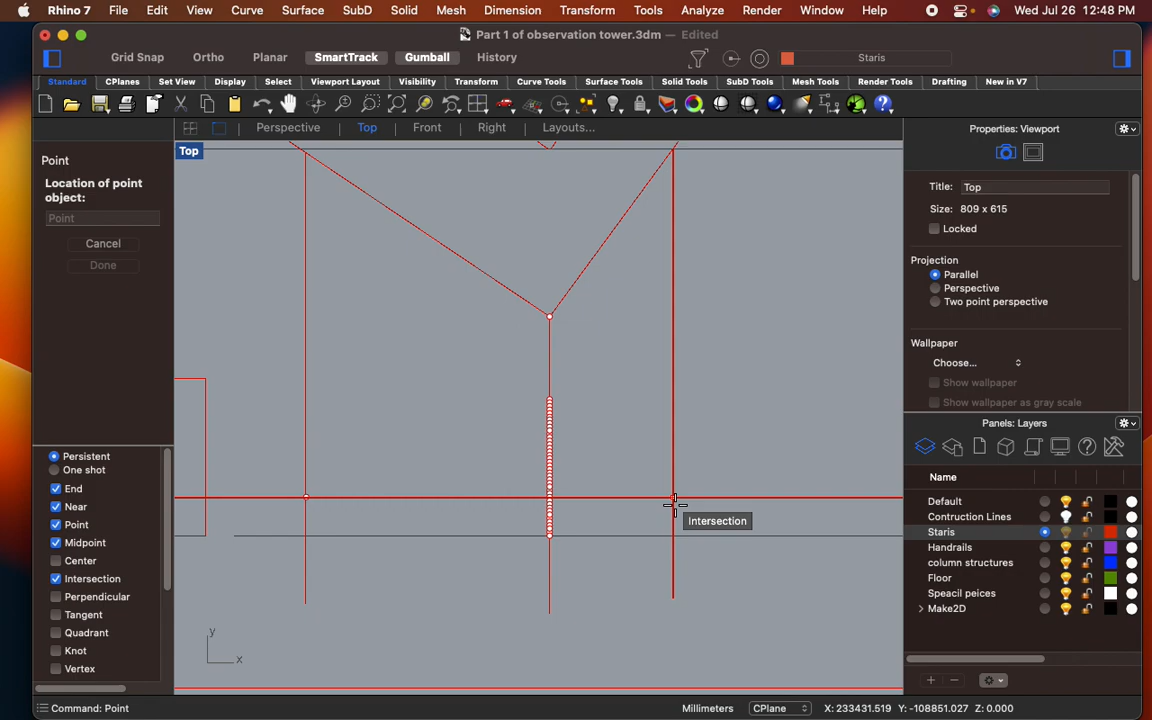 Rhino 7 File Edit View Curve Surface SubD Solid Mesh Dimension Transform Tools Analyze Render Window Help Wed Jul 26 12:48 PM
Part 1 of observation tower.3dm — Edited
Grid Snap Ortho Planar SmartTrack Gumball History Staris
Standard CPlanes Set View Display Select Viewport Layout Visibility Transform Curve Tools Surface Tools Solid Tools SubD Tools Mesh Tools Render Tools Drafting New in V7
Perspective Top Front Right Layouts... Properties: Viewport
Top
Point
Location of point
object:
Point
Cancel
Done
Title: Top
Size: 809 x 615
Locked
Projection
Parallel
Perspective
Two point perspective
Wallpaper
Choose...
Show wallpaper
Show wallpaper as gray scale
Panels: Layers
Name
Default
Contruction Lines
Staris
Handrails
column structures
Floor
Speacil peices
Make2D
Persistent
One shot
End
Near
Point
Midpoint
Center
Intersection
Perpendicular
Tangent
Quadrant
Knot
Vertex
Intersection
y
x
Command: Point Millimeters CPlane X: 233431.519 Y: -108851.027 Z: 0.000